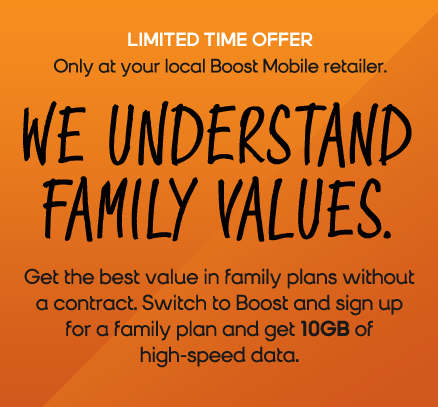 LIMITED TIME OFFER
Only at your local Boost Mobile retailer.
WE UNDERSTAND
FAMILY VALUES.
Get the best value in family plans without
a contract. Switch to Boost and sign up
for a family plan and get 10GB of
high-speed data.